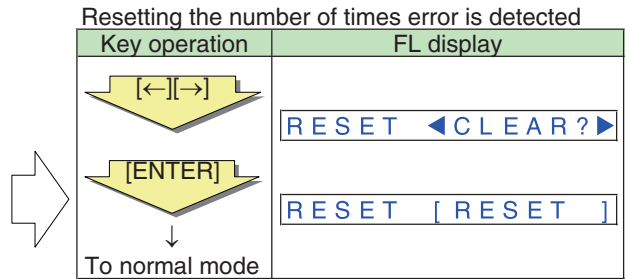 Resetting the number of times error is detected
Key operation FL display
[←][→]
RESET ◀CLEAR?▶
[ENTER]
RESET [ RESET ]
↓
To normal mode